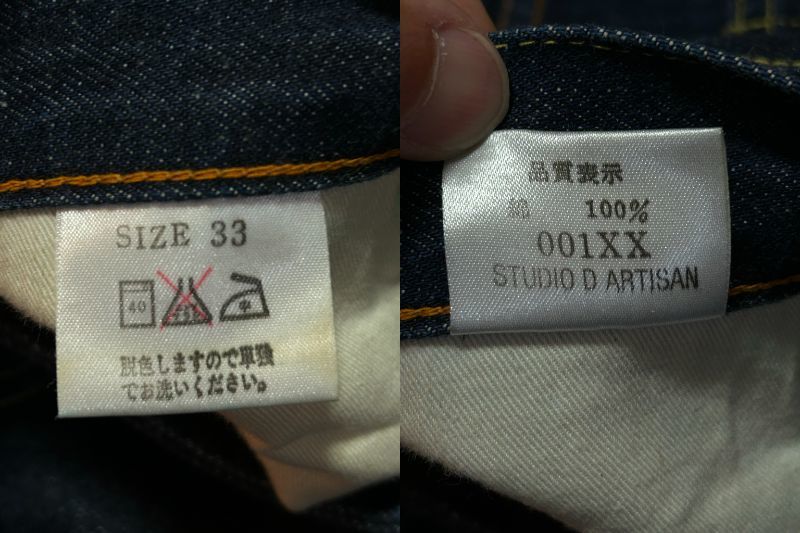 SIZE 33
40
中
脱色しますので単独
でお洗いください。
品質表示
綿 100%
001XX
STUDIO D ARTISAN